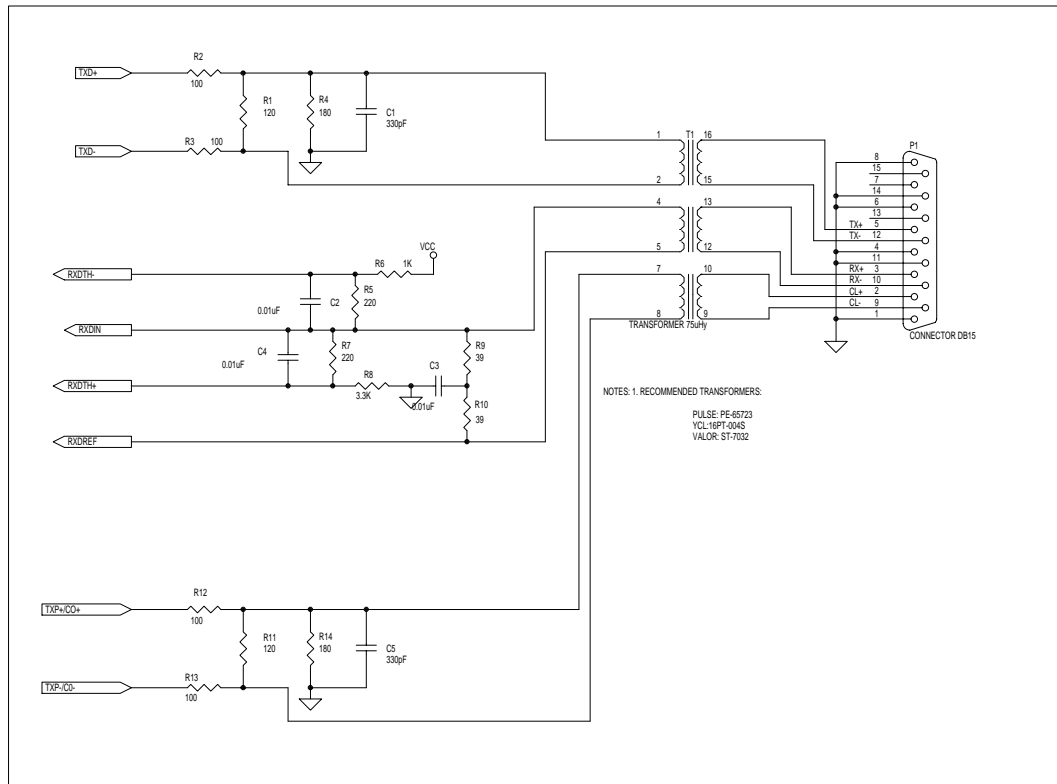 TXD+
R2
100
R1
120
R4
180
C1
330pF
R3
100
TXD-
1
T1
16
2
15
4
13
5
12
7
10
8
9
TRANSFORMER 75uHy
P1
8
15
7
14
6
13
TX+ 5
TX- 12
4
11
RX+ 3
RX- 10
CL+ 2
CL- 9
1
CONNECTOR DB15
VCC
R6
1K
RXDTH-
R5
220
C2
0.01uF
RXDIN
C4
0.01uF
R7
220
R9
39
R8
3.3K
C3
0.01uF
RXDTH+
R10
39
RXDREF
NOTES: 1. RECOMMENDED TRANSFORMERS:
PULSE: PE-65723
YCL:16PT-004S
VALOR: ST-7032
TXP+/CO+
R12
100
R11
120
R14
180
C5
330pF
TXP-/C0-
R13
100